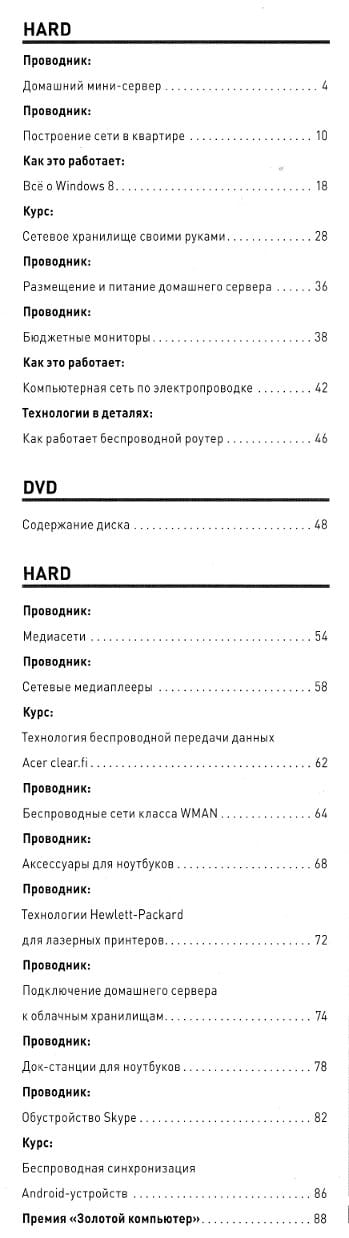 HARD
Проводник:
Домашний мини-сервер ........................ 4
Проводник:
Построение сети в квартире .................. 10
Как это работает:
Всё о Windows 8............................. 18
Курс:
Сетевое хранилище своими руками.............. 28
Проводник:
Размещение и питание домашнего сервера ...... 36
Проводник:
Бюджетные мониторы.......................... 38
Как это работает:
Компьютерная сеть по электропроводке ......... 42
Технологии в деталях:
Как работает беспроводной роутер.............. 46
DVD
Содержание диска ............................ 48
HARD
Проводник:
Медиасети .................................. 54
Проводник:
Сетевые медиаплееры ........................ 58
Курс:
Технология беспроводной передачи данных
Acer clear.fi.................................. 62
Проводник:
Беспроводные сети класса WMAN .............. 64
Проводник:
Аксессуары для ноутбуков ..................... 68
Проводник:
Технологии Hewlett-Packard
для лазерных принтеров....................... 72
Проводник:
Подключение домашнего сервера
к облачным хранилищам....................... 74
Проводник:
Док-станции для ноутбуков.................... 78
Проводник:
Обустройство Skype .......................... 82
Курс:
Беспроводная синхронизация
Android-устройств ............................ 86
Премия «Золотой компьютер».................. 88